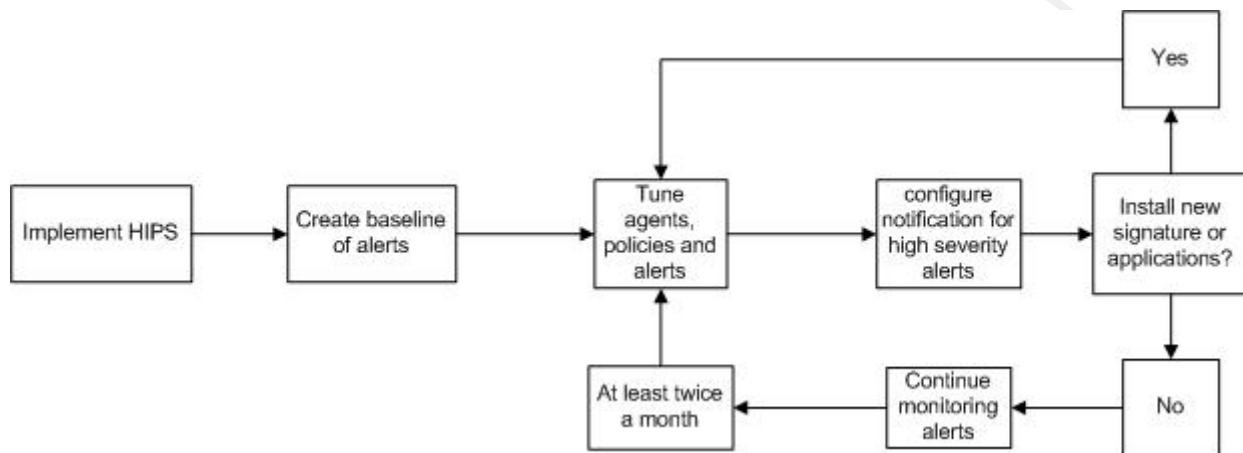 Yes
Implement HIPS
Create baseline
of alerts
Tune
agents,
policies and
alerts
configure
notification for
high severity
alerts
Install new
signature or
applications?
At least twice
a month
Continue
monitoring
alerts
No